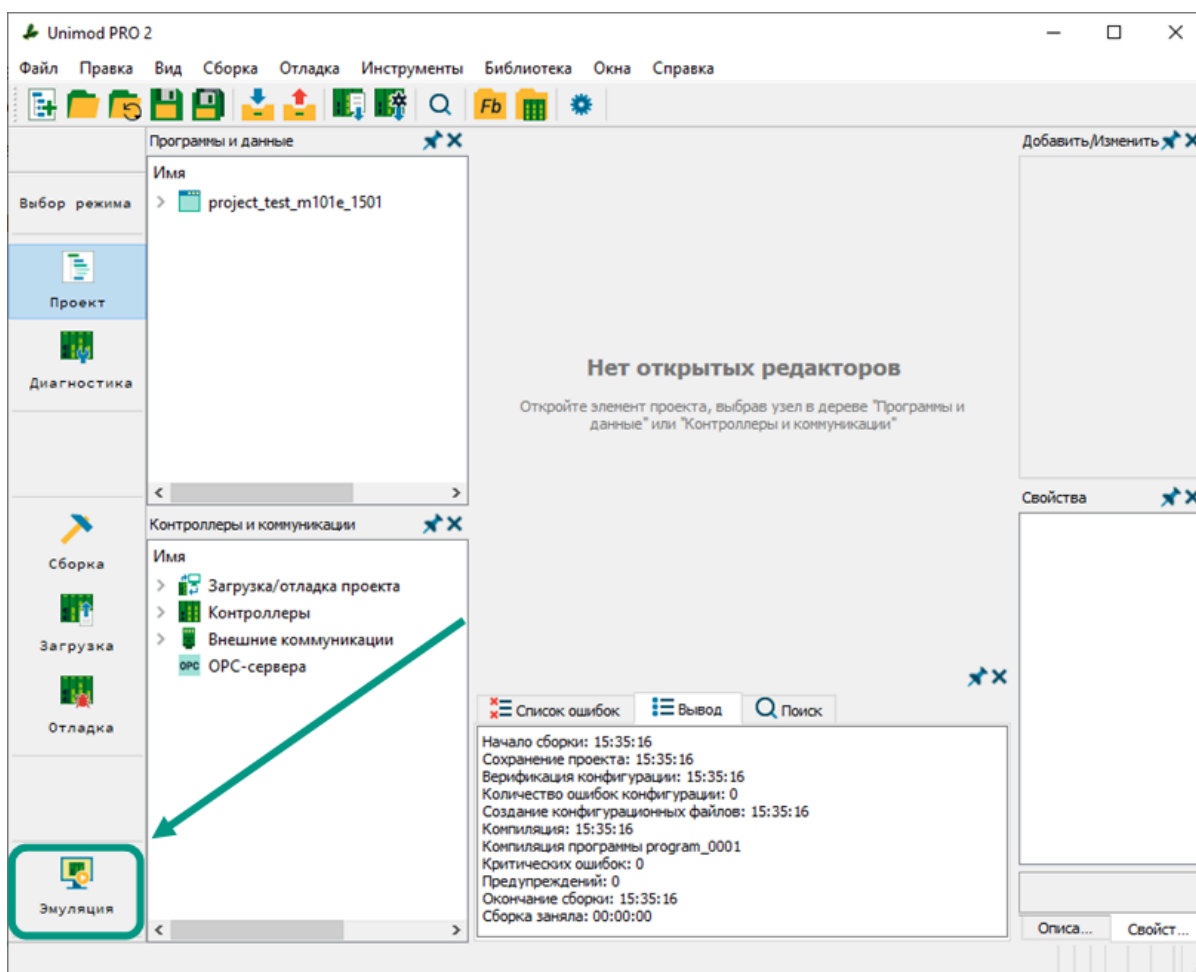 Unimod PRO 2
Файл Правка Вид Сборка Отладка Инструменты Библиотека Окна Справка
Fb
Выбор режима
Проект
Диагностика
Сборка
Загрузка
Отладка
Эмуляция
Программы и данные
Имя
project_test_m101e_1501
Контроллеры и коммуникации
Имя
Загрузка/отладка проекта
Контроллеры
Внешние коммуникации
OPC OPC-сервера
Нет открытых редакторов
Откройте элемент проекта, выбрав узел в дереве "Программы и
данные" или "Контроллеры и коммуникации"
Список ошибок Вывод Поиск
Начало сборки: 15:35:16
Сохранение проекта: 15:35:16
Верификация конфигурации: 15:35:16
Количество ошибок конфигурации: 0
Создание конфигурационных файлов: 15:35:16
Компиляция: 15:35:16
Компиляция программы program_0001
Критических ошибок: 0
Предупреждений: 0
Окончание сборки: 15:35:16
Сборка заняла: 00:00:00
Добавить/Изменить
Свойства
Описа... Свойст...